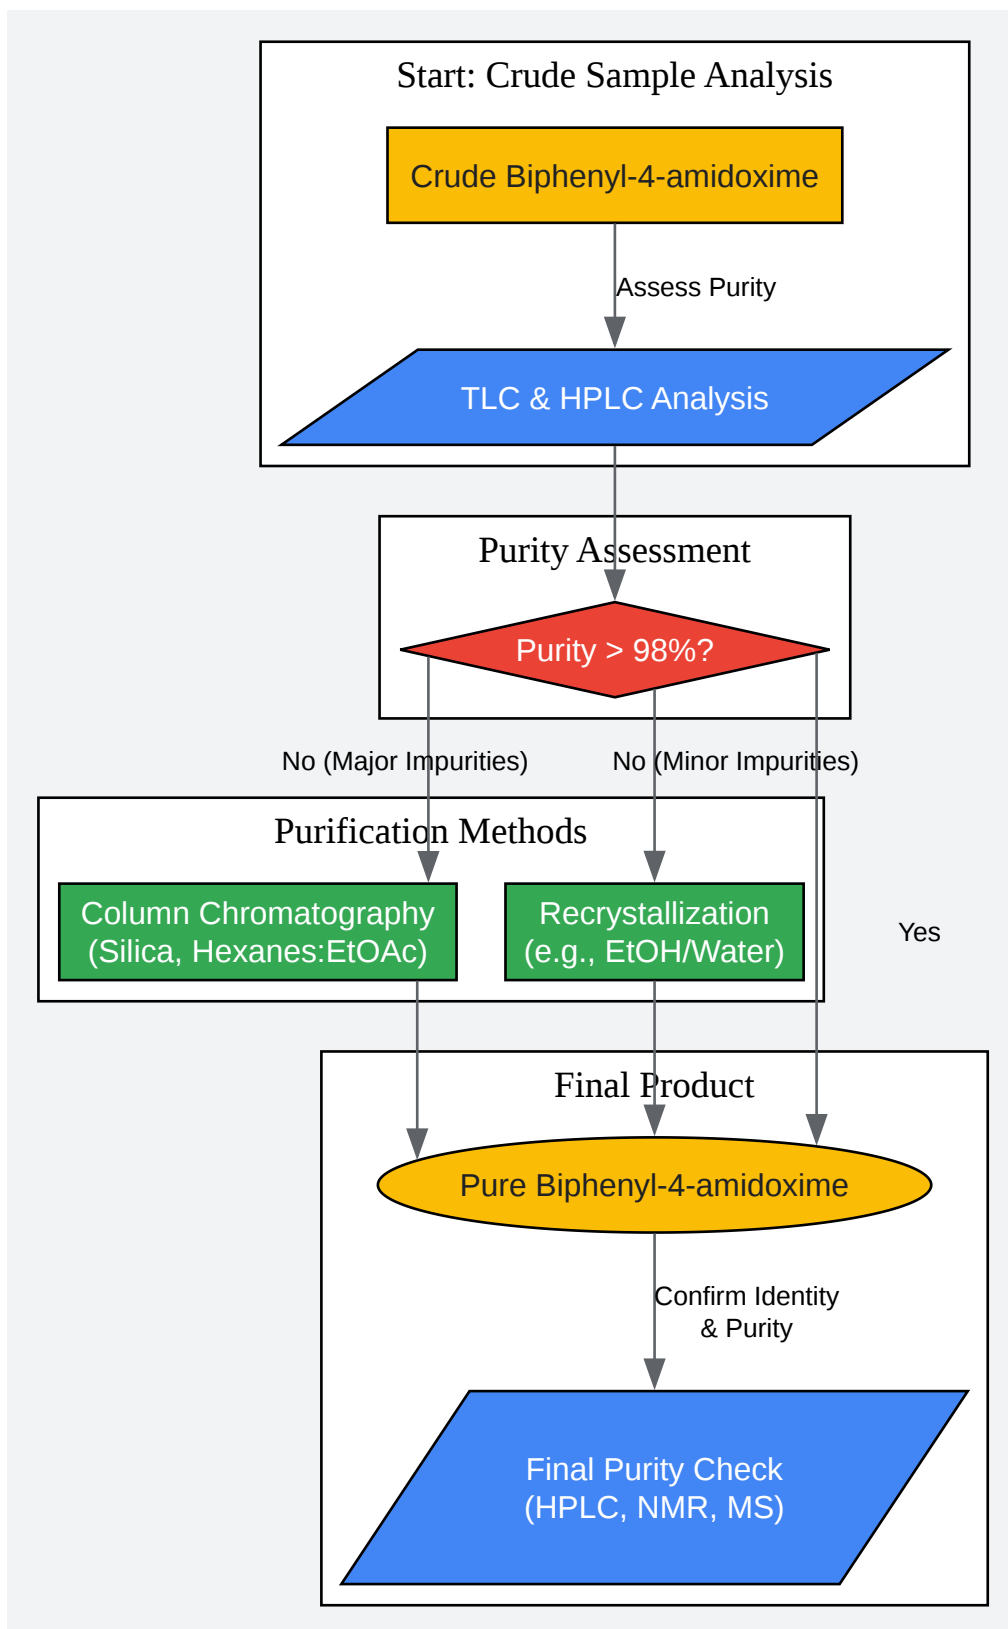 Start: Crude Sample Analysis
Crude Biphenyl-4-amidoxime
Assess Purity
TLC & HPLC Analysis
Purity Assessment
Purity > 98%?
No (Major Impurities)
No (Minor Impurities)
Purification Methods
Column Chromatography
(Silica, Hexanes:EtOAc)
Recrystallization
(e.g., EtOH/Water)
Yes
Final Product
Pure Biphenyl-4-amidoxime
Confirm Identity
& Purity
Final Purity Check
(HPLC, NMR, MS)